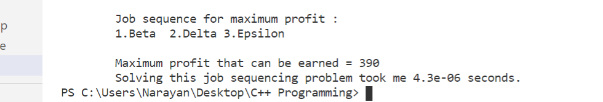 Job sequence for maximum profit :
p
1.Beta  2.Delta 3.Epsilon
e
Maximum profit that can be earned = 390
Solving this job sequencing problem took me 4.3e-06 seconds.
PS C:\Users\Narayan\Desktop\C++ Programming>